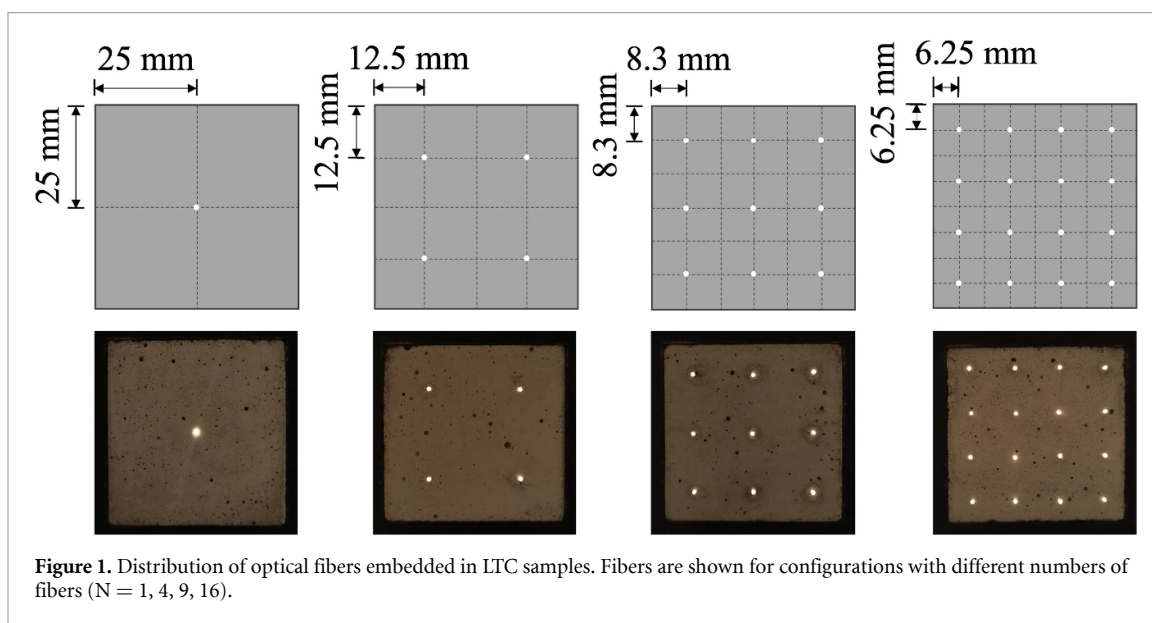 25 mm
12.5 mm
8.3 mm
6.25 mm
25 mm
12.5 mm
8.3 mm
6.25 mm
Figure 1. Distribution of optical fibers embedded in LTC samples. Fibers are shown for configurations with different numbers of
fibers (N = 1, 4, 9, 16).